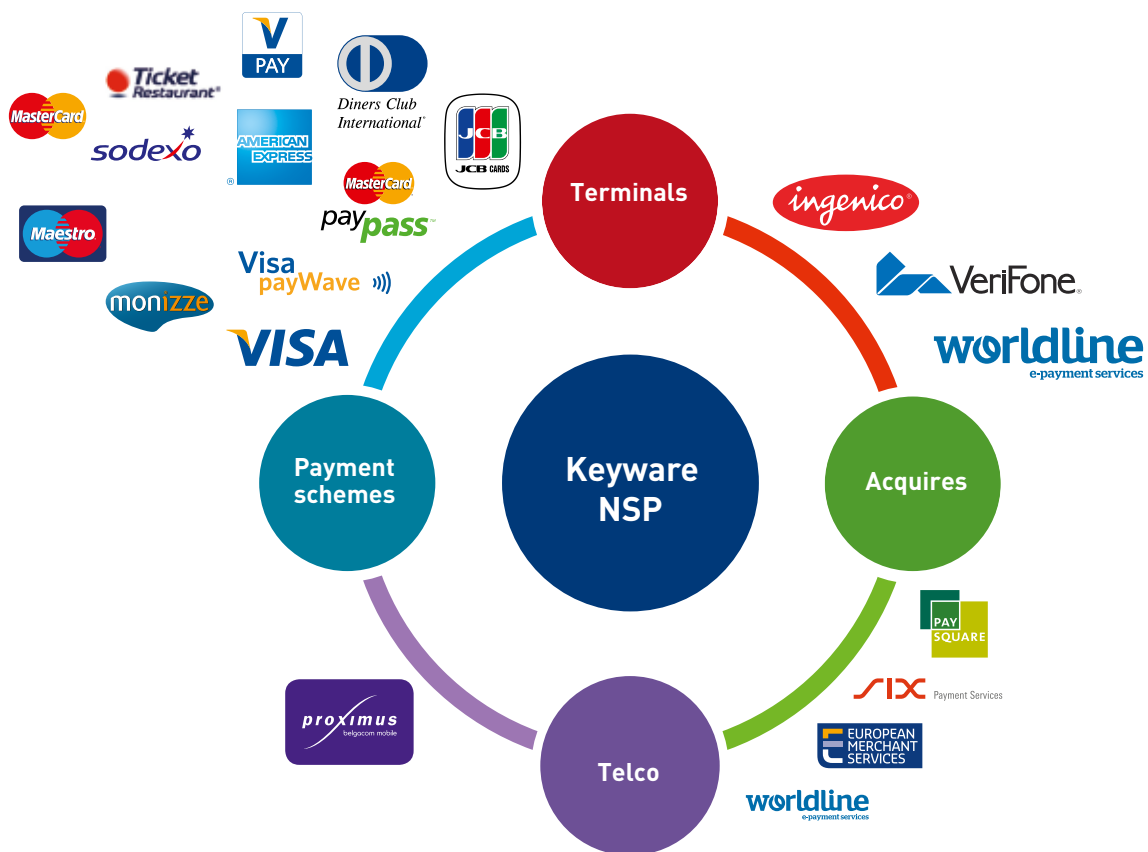 V
PAY
Ticket
Restaurant®
MasterCard
sodexo
AMERICAN
EXPRESS
®
Diners Club
International®
JCB
JCB CARDS
MasterCard
paypass™
Maestro
monizze
Visa
payWave
VISA
Terminals
ingenico®
VeriFone®
worldline
e-payment services
Payment
schemes
Keyware
NSP
Acquires
PAY
SQUARE
SIX Payment Services
EUROPEAN
MERCHANT
SERVICES
worldline
e-payment services
proximus
belgacom mobile
Telco